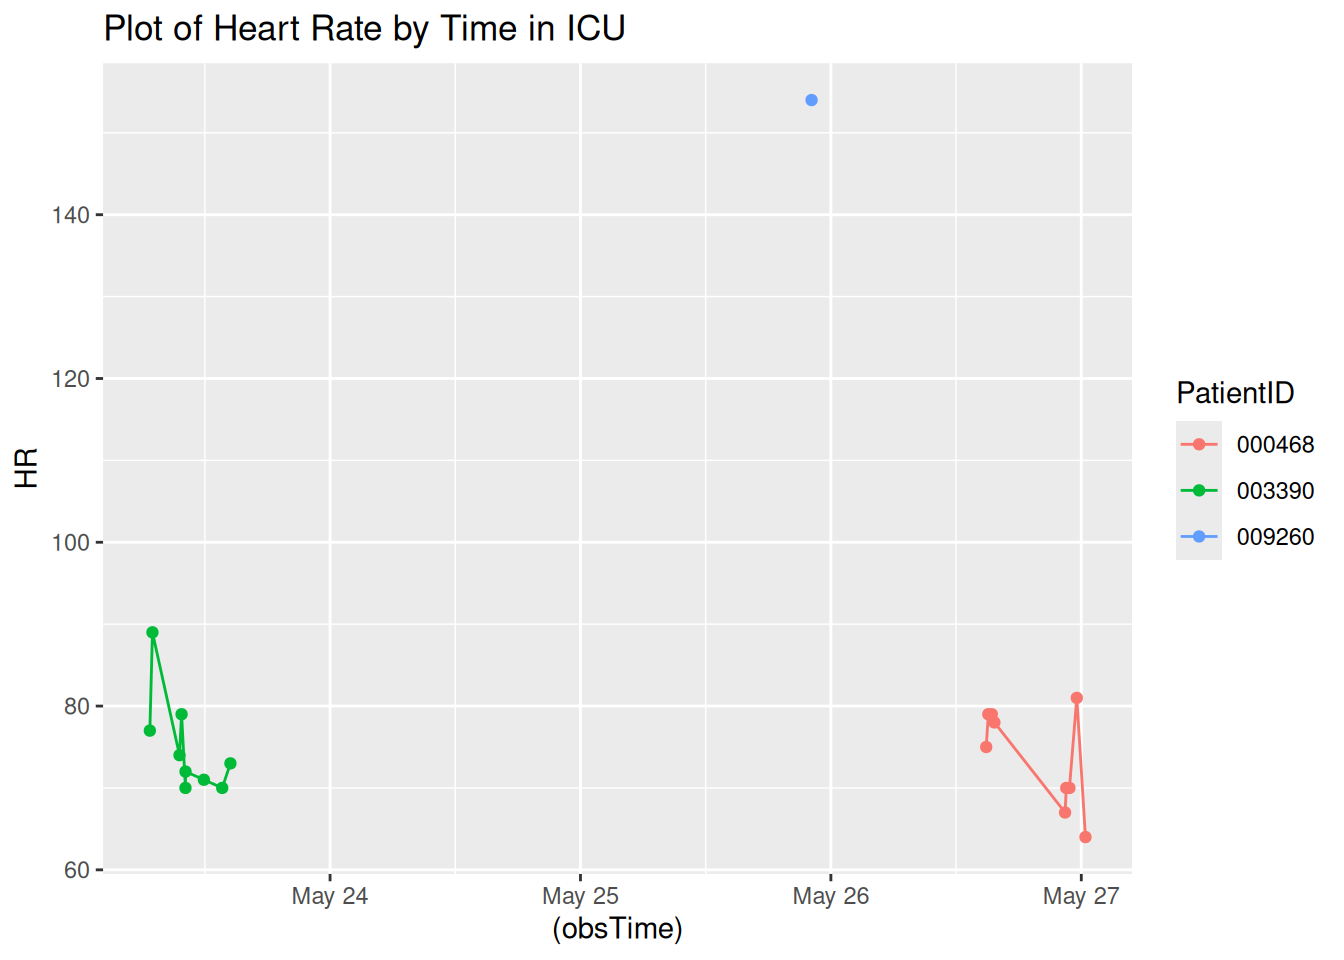 Plot of Heart Rate by Time in ICU
HR
140
120
100
80
60
May 24
May 25
May 26
May 27
(obsTime)
PatientID
000468
003390
009260